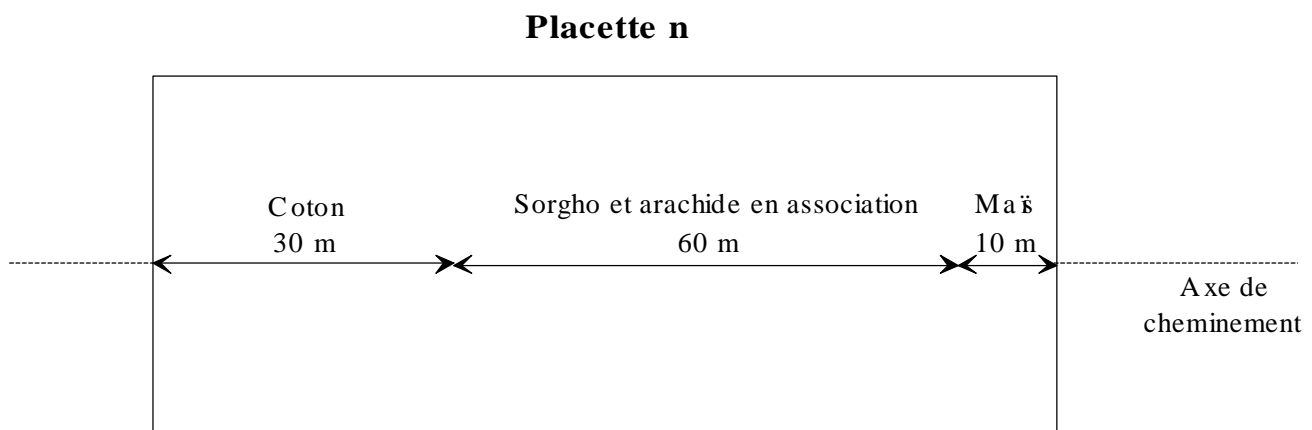 Placette n
Coton
30 m
Sorgho et arachide en association
60 m
Maïs
10 m
Axe de
cheminement